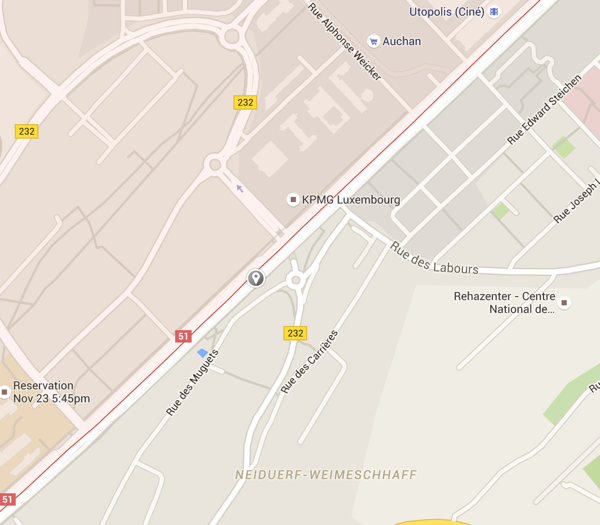 Utopolis (Ciné)
Rue Alphonse Weicker
Auchan
232
232
Rue Edward Steichen
KPMG Luxembourg
Rue Joseph L
Rue des Labours
Rehazenter - Centre
National de...
232
51
Rue des Carrières
Rue des Muguets
Reservation
Nov 23 5:45pm
Ru
NEIDUERF-WEIMESCHHAFF
51